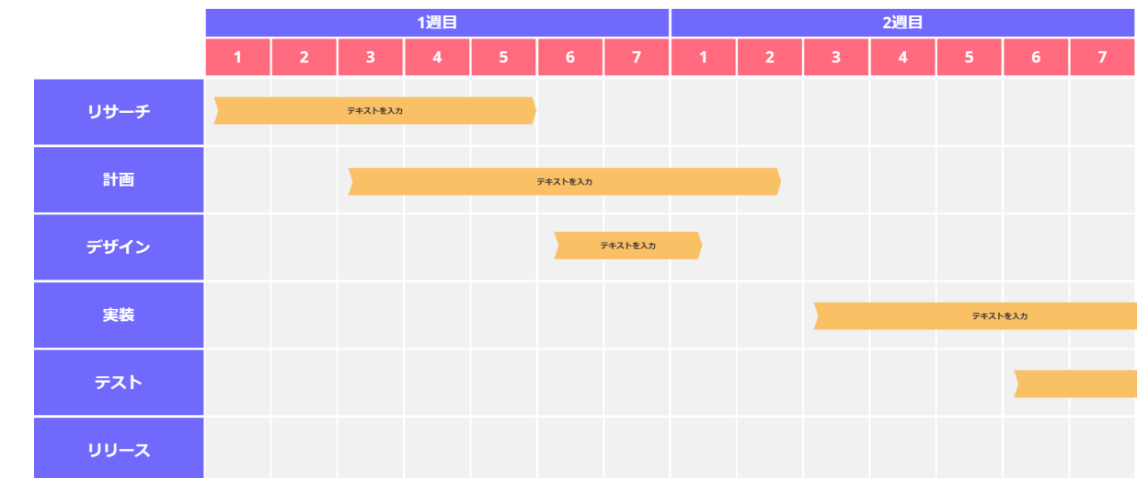 1週目 2週目
1 2 3 4 5 6 7 1 2 3 4 5 6 7
リサーチ テキストを入力
計画 テキストを入力
デザイン テキストを入力
実装 テキストを入力
テスト
リリース